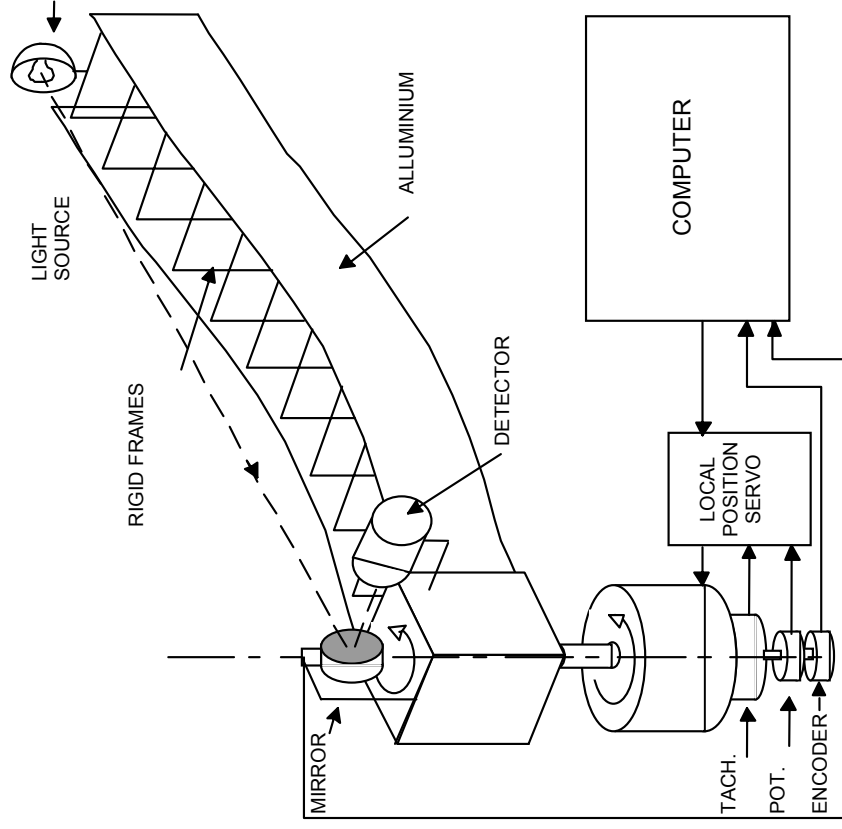 LIGHT
SOURCE
RIGID FRAMES
ALLUMINIUM
DETECTOR
MIRROR
COMPUTER
LOCAL
POSITION
SERVO
TACH.
POT.
ENCODER